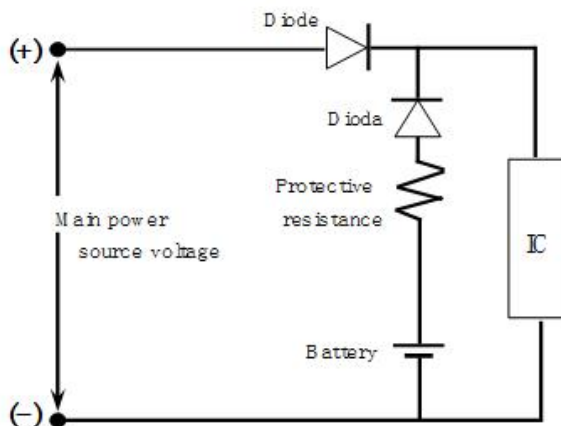 Diode
(+)
Dioda
Protective
resistance
Main power
source voltage
IC
Battery
(−)